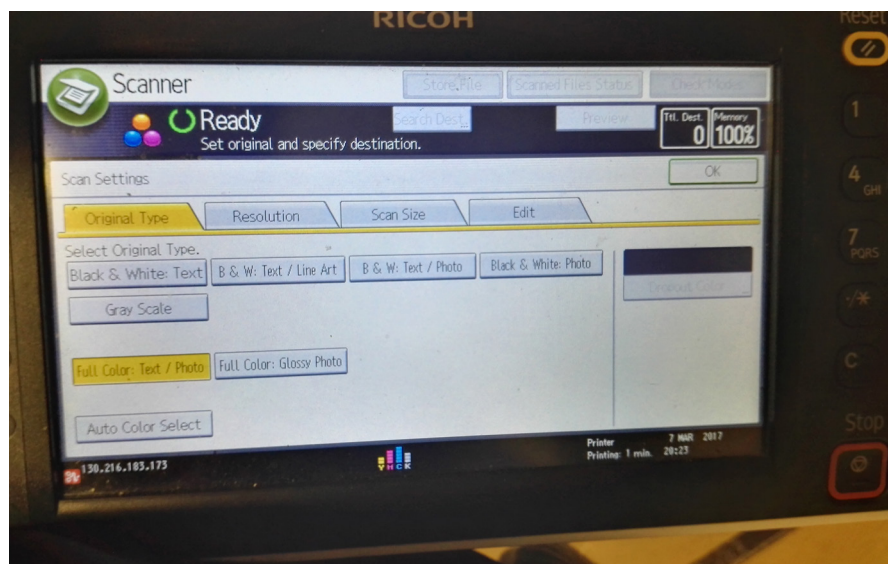 RICOH
Reset
Scanner
Store File
Scanned Files Status
Check Modes
Ready
Search Dest.
Preview
Ttl. Dest.
0
Memory
100%
Set original and specify destination.
Scan Settings
OK
Original Type
Resolution
Scan Size
Edit
Select Original Type.
Black & White: Text
B & W: Text / Line Art
B & W: Text / Photo
Black & White: Photo
Dropout Color
Gray Scale
Full Color: Text / Photo
Full Color: Glossy Photo
Auto Color Select
130.216.183.173
Y M C K
Printer
Printing: 1 min.
7 MAR 2017
20:23
1
4
GHI
7
PQRS
·/*
C
Stop